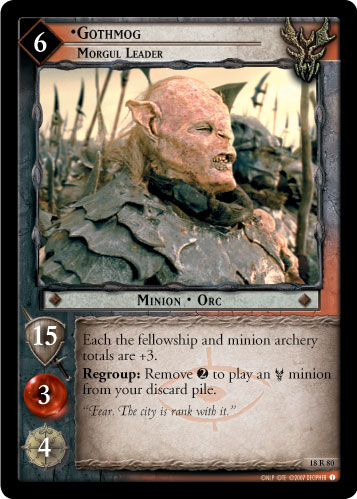 6
•Gothmog
Morgul Leader
Minion • Orc
15
3
4
Each the fellowship and minion archery
totals are +3.
Regroup: Remove 2 to play an minion
from your discard pile.
“Fear. The city is rank with it.”
18 R 80